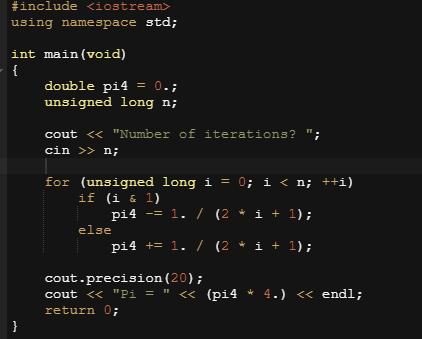 #include <iostream>
using namespace std;
int main(void)
{
double pi4 = 0.;
unsigned long n;
cout << "Number of iterations? ";
cin >> n;
for (unsigned long i = 0; i < n; ++i)
if (i & 1)
pi4 -= 1. / (2 * i + 1);
else
pi4 += 1. / (2 * i + 1);
cout.precision(20);
cout << "Pi = " << (pi4 * 4.) << endl;
return 0;
}